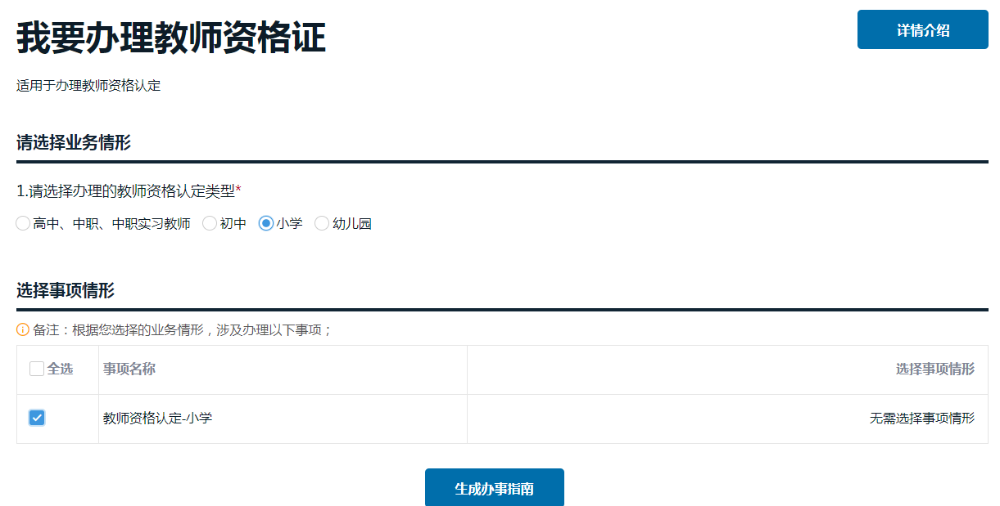 我要办理教师资格证
详情介绍
适用于办理教师资格认定
请选择业务情形
1.请选择办理的教师资格认定类型*
高中、中职、中职实习教师 初中 小学 幼儿园
选择事项情形
备注：根据您选择的业务情形，涉及办理以下事项；
全选 事项名称 选择事项情形
教师资格认定-小学 无需选择事项情形
生成办事指南